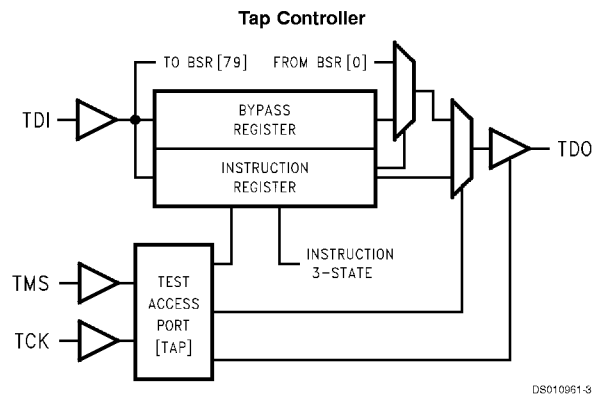 Tap Controller
TO BSR [79] FROM BSR [0]
TDI
BYPASS
REGISTER
TDO
INSTRUCTION
REGISTER
INSTRUCTION
3-STATE
TMS
TCK
TEST
ACCESS
PORT
[TAP]
DS010961-3